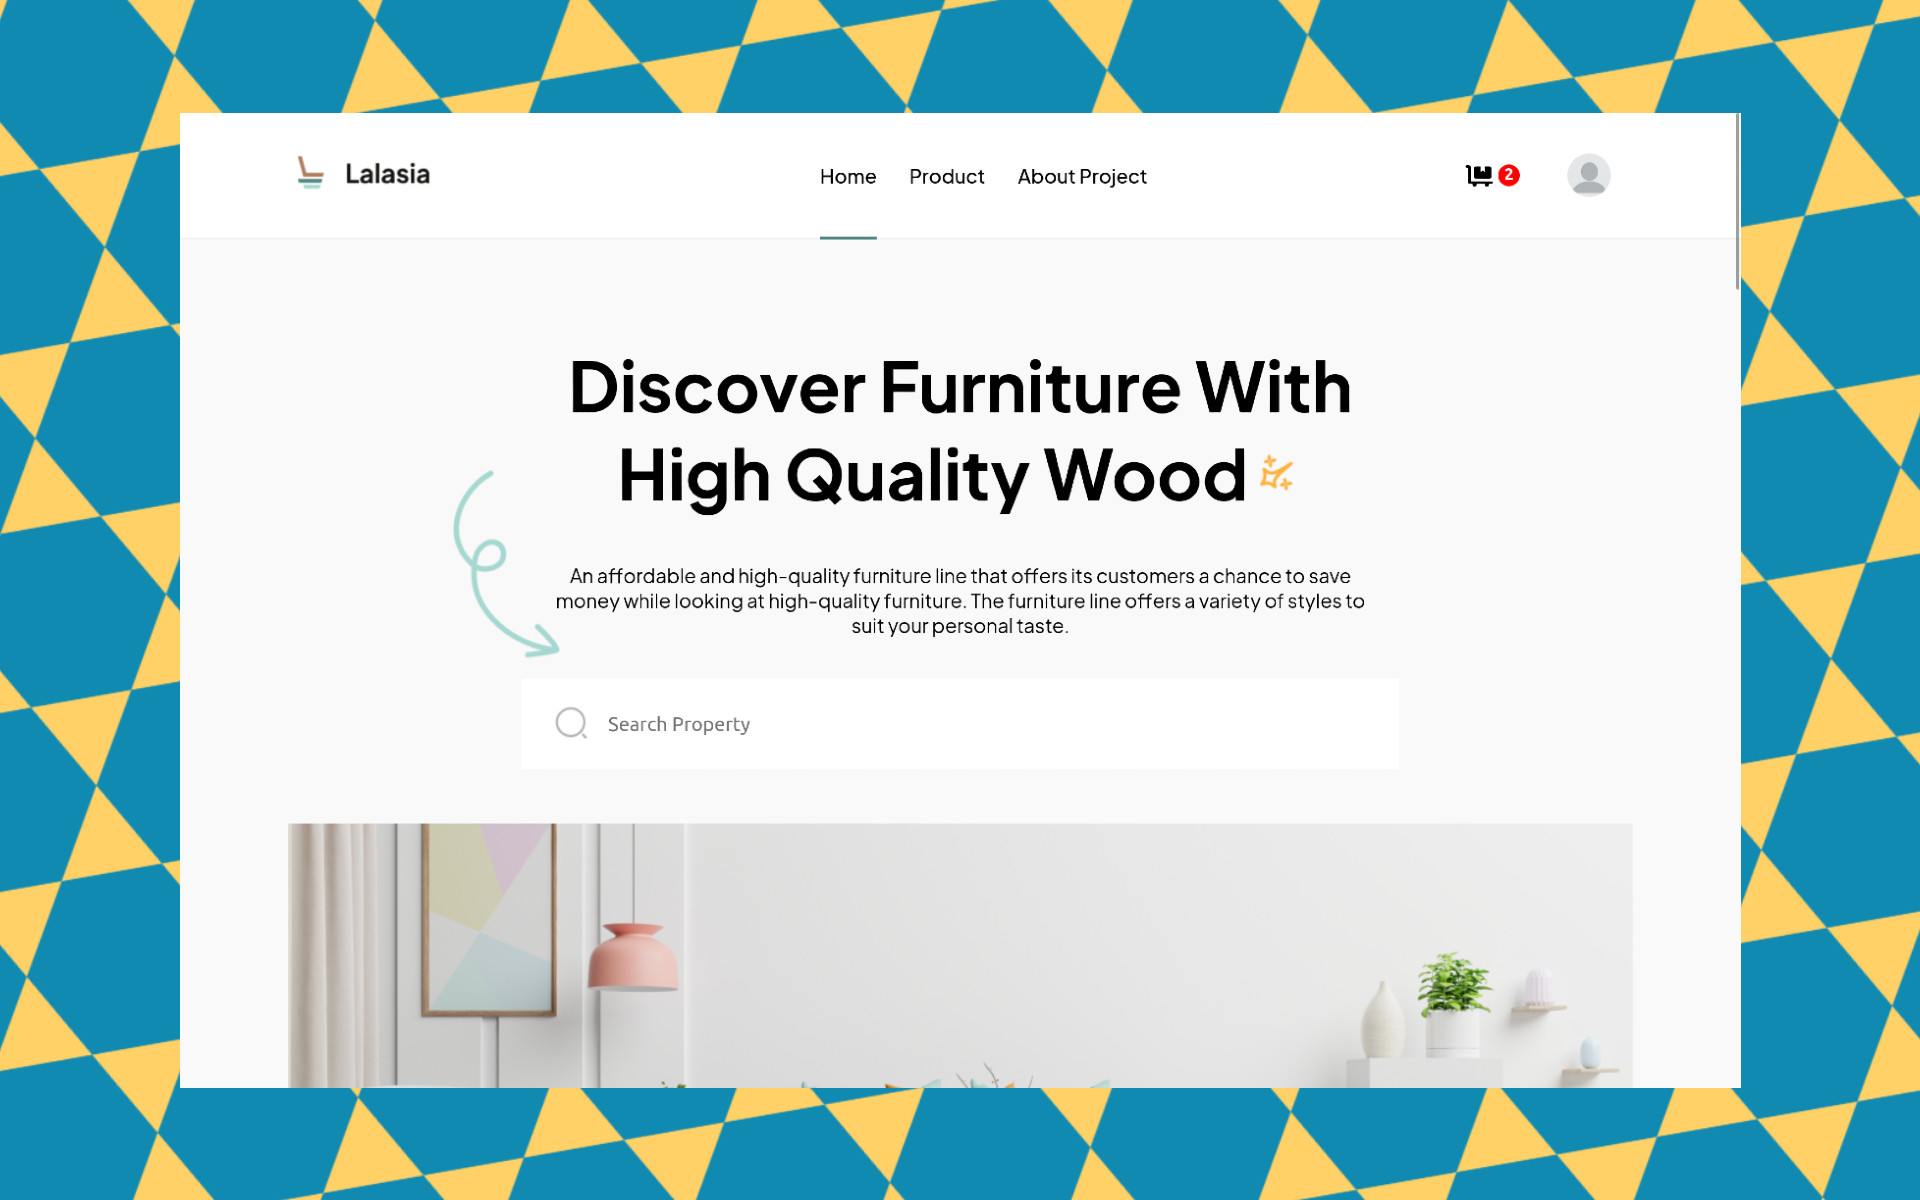 Lalasia
Home
Product
About Project
2
Discover Furniture With
High Quality Wood
An affordable and high-quality furniture line that offers its customers a chance to save
money while looking at high-quality furniture. The furniture line offers a variety of styles to
suit your personal taste.
Search Property